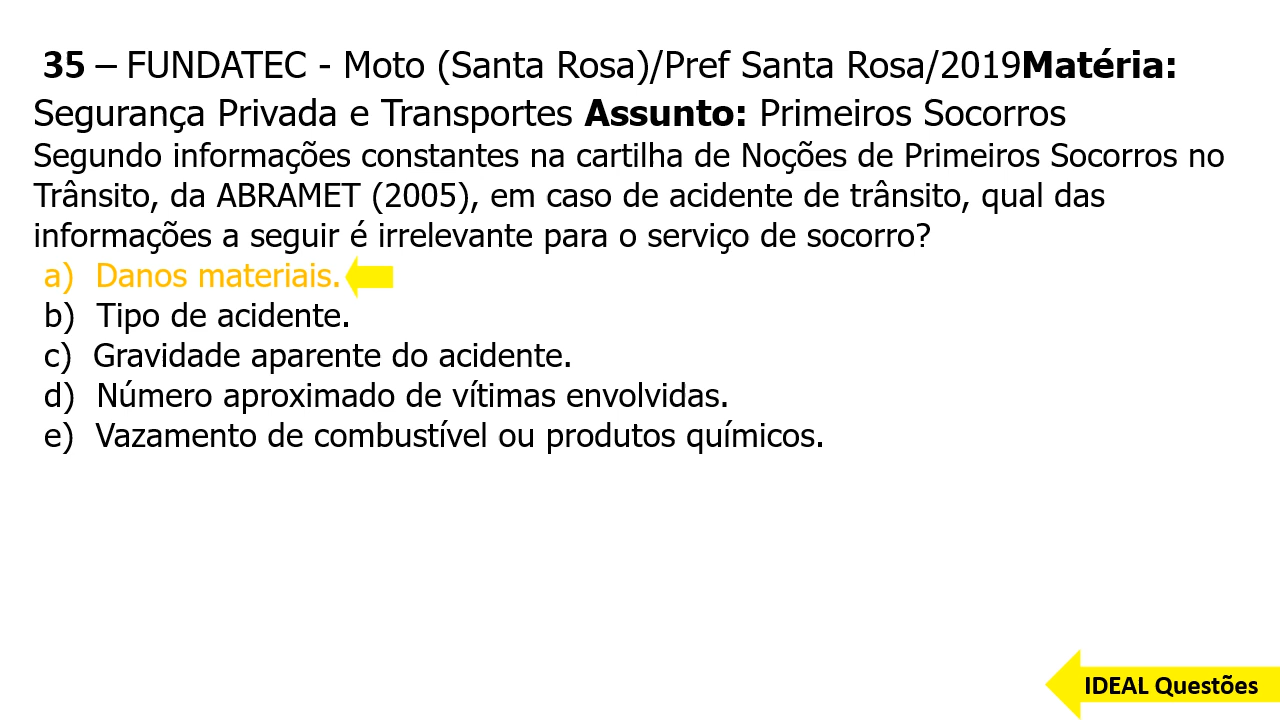 35 – FUNDATEC - Moto (Santa Rosa)/Pref Santa Rosa/2019Matéria:
Segurança Privada e Transportes Assunto: Primeiros Socorros
Segundo informações constantes na cartilha de Noções de Primeiros Socorros no
Trânsito, da ABRAMET (2005), em caso de acidente de trânsito, qual das
informações a seguir é irrelevante para o serviço de socorro?
a) Danos materiais.
b) Tipo de acidente.
c) Gravidade aparente do acidente.
d) Número aproximado de vítimas envolvidas.
e) Vazamento de combustível ou produtos químicos.
IDEAL Questões